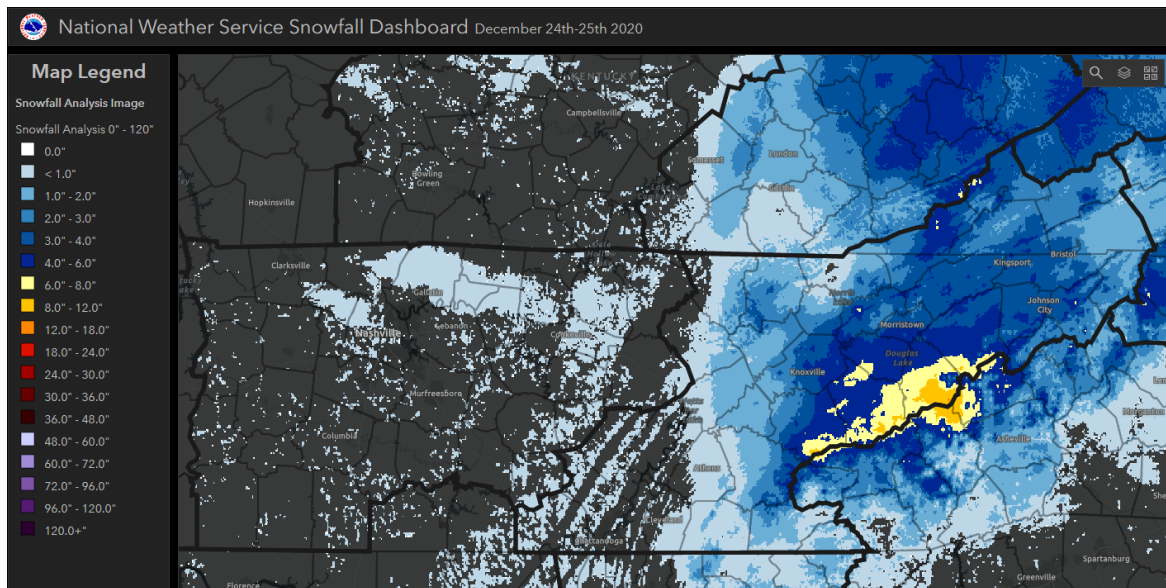 National Weather Service Snowfall Dashboard December 24th-25th 2020
Map Legend
Snowfall Analysis Image
Snowfall Analysis 0" - 120"
0.0"
< 1.0"
1.0" - 2.0"
2.0" - 3.0"
3.0" - 4.0"
4.0" - 6.0"
6.0" - 8.0"
8.0" - 12.0"
12.0" - 18.0"
18.0" - 24.0"
24.0" - 30.0"
30.0" - 36.0"
36.0" - 48.0"
48.0" - 60.0"
60.0" - 72.0"
72.0" - 96.0"
96.0" - 120.0"
120.0+"
KENTUCKY
Campbellsville
Somerset
London
Bowling
Green
Corbin
Hopkinsville
Clarksville
Kingsport
Bristol
Gallatin
Nashville
Lebanon
Cookeville
Morristown
Johnson
City
Douglas
Lake
Knoxville
Murfreesboro
Columbia
Morganton
Asheville
Athens
Cleveland
Chattanooga
Florence
Spartanburg
Greenville